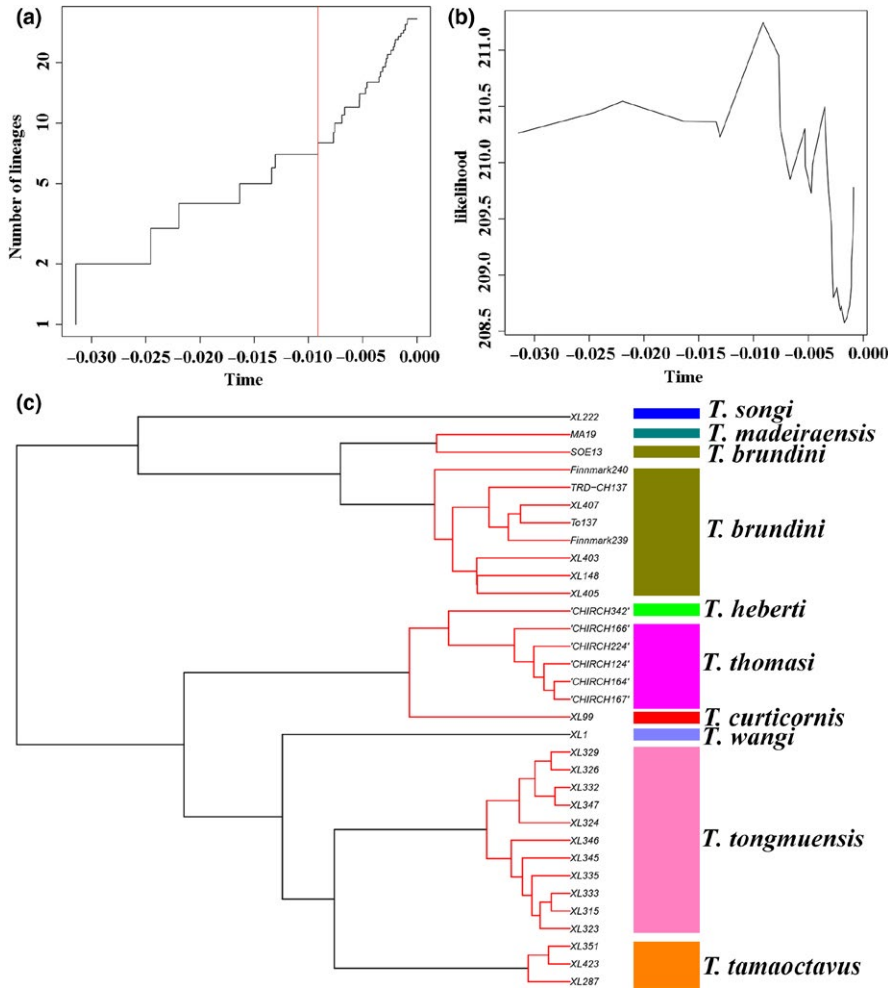 (a)
20
10
5
2
1
Number of lineages
-0.030 -0.025 -0.020 -0.015 -0.010 -0.005 0.000
Time
(b)
211.0
210.5
210.0
209.5
209.0
208.5
likelihood
-0.030 -0.025 -0.020 -0.015 -0.010 -0.005 0.000
Time
(c)
XL222 T. songi
MA19 T. madeiraensis
SOE13 T. brundini
Finnmark240
TRD-CH137
XL407
To137 T. brundini
Finnmark239
XL403
XL148
XL405
'CHIRCH342' T. heberti
'CHIRCH166'
'CHIRCH224'
'CHIRCH124' T. thomasi
'CHIRCH164'
'CHIRCH167'
XL99 T. curticornis
XL1 T. wangi
XL329
XL326
XL332
XL347
XL324
XL346 T. tongmuensis
XL345
XL335
XL333
XL315
XL323
XL351
XL423 T. tamaoctavus
XL287